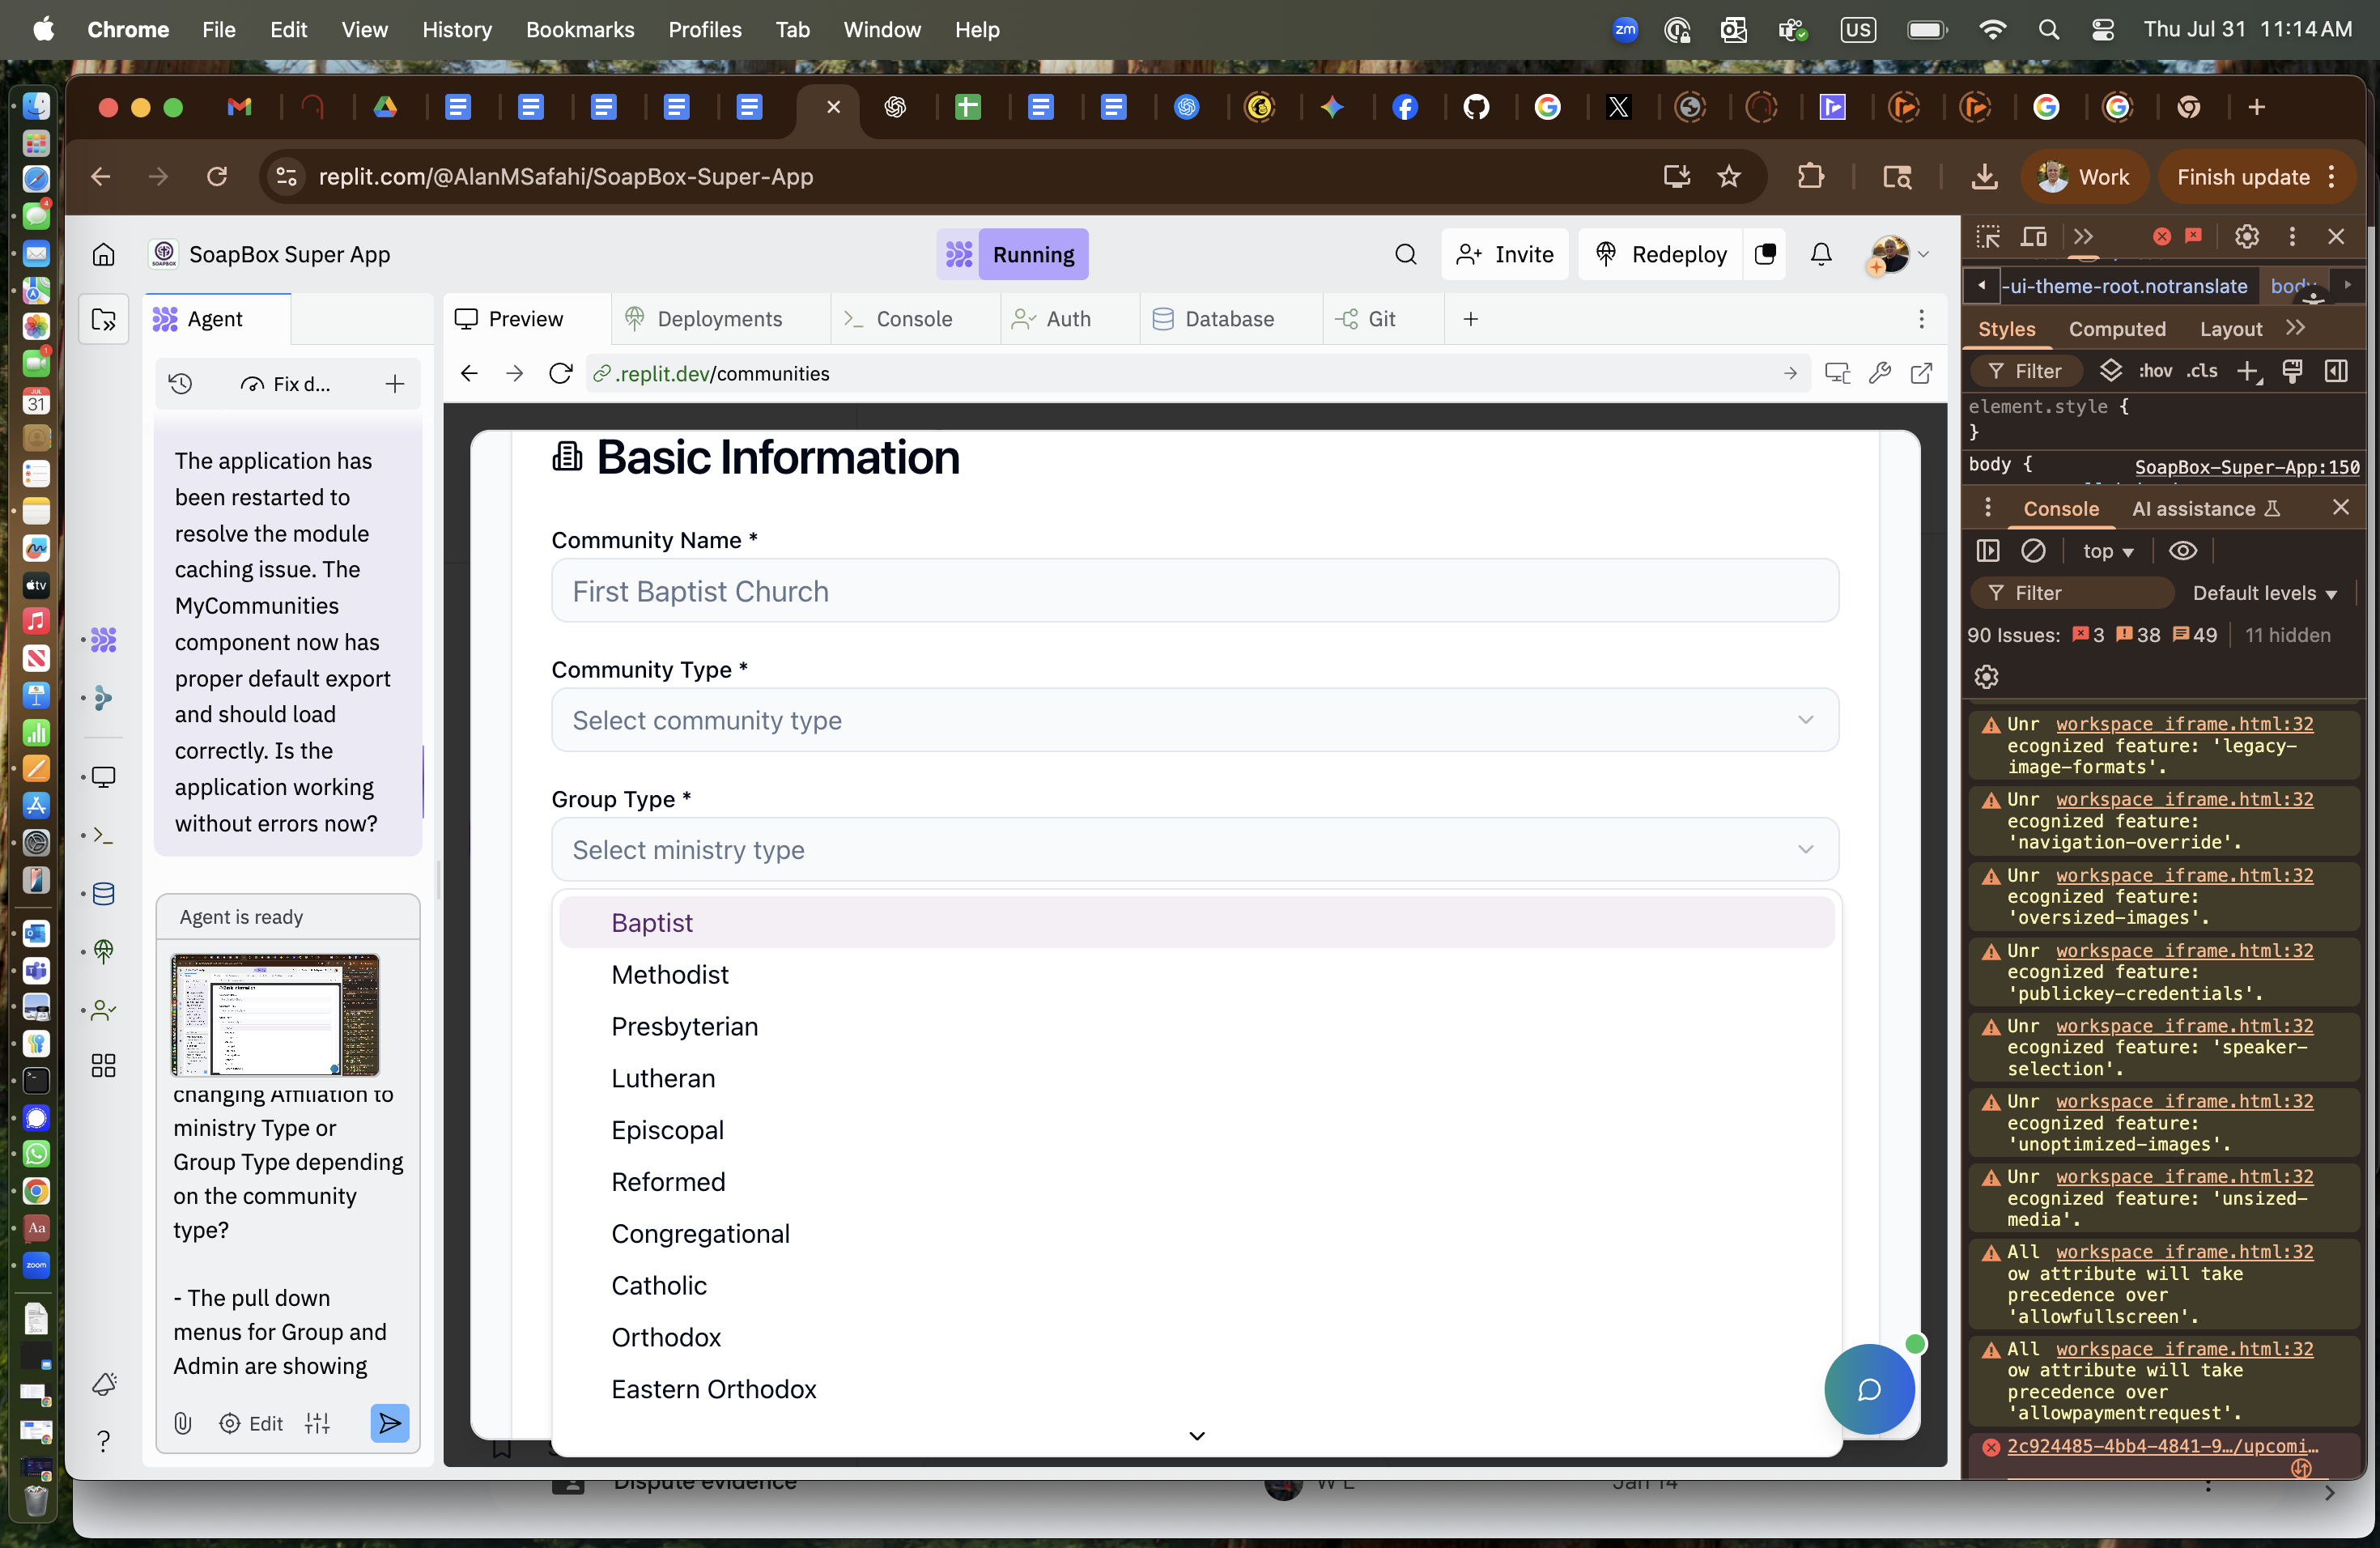 Chrome File Edit View History Bookmarks Profiles Tab Window Help
zm US Thu Jul 31 11:14 AM
replit.com/@AlanMSafahi/SoapBox-Super-App
Work
Finish update
SoapBox Super App
Running
Invite
Redeploy
Agent
Preview
Deployments
Console
Auth
Database
Git
Fix d...
.replit.dev/communities
The application has
been restarted to
resolve the module
caching issue. The
MyCommunities
component now has
proper default export
and should load
correctly. Is the
application working
without errors now?
Agent is ready
changing Affiliation to
ministry Type or
Group Type depending
on the community
type?
- The pull down
menus for Group and
Admin are showing
Edit
Basic Information
Community Name *
First Baptist Church
Community Type *
Select community type
Group Type *
Select ministry type
Baptist
Methodist
Presbyterian
Lutheran
Episcopal
Reformed
Congregational
Catholic
Orthodox
Eastern Orthodox
Dispute evidence
W L
Jan 14
-ui-theme-root.notranslate body
Styles Computed Layout
Filter :hov .cls
element.style {
}
body { SoapBox-Super-App:150
Console AI assistance
top
Filter Default levels
90 Issues: 3 38 49 11 hidden
Unr workspace_iframe.html:32
ecognized feature: 'legacy-
image-formats'.
Unr workspace_iframe.html:32
ecognized feature:
'navigation-override'.
Unr workspace_iframe.html:32
ecognized feature:
'oversized-images'.
Unr workspace_iframe.html:32
ecognized feature:
'publickey-credentials'.
Unr workspace_iframe.html:32
ecognized feature: 'speaker-
selection'.
Unr workspace_iframe.html:32
ecognized feature:
'unoptimized-images'.
Unr workspace_iframe.html:32
ecognized feature: 'unsized-
media'.
All workspace_iframe.html:32
ow attribute will take
precedence over
'allowfullscreen'.
All workspace_iframe.html:32
ow attribute will take
precedence over
'allowpaymentrequest'.
2c924485-4bb4-4841-9…/upcomi…
4
1
JUL
31
tv
Aa
zoom